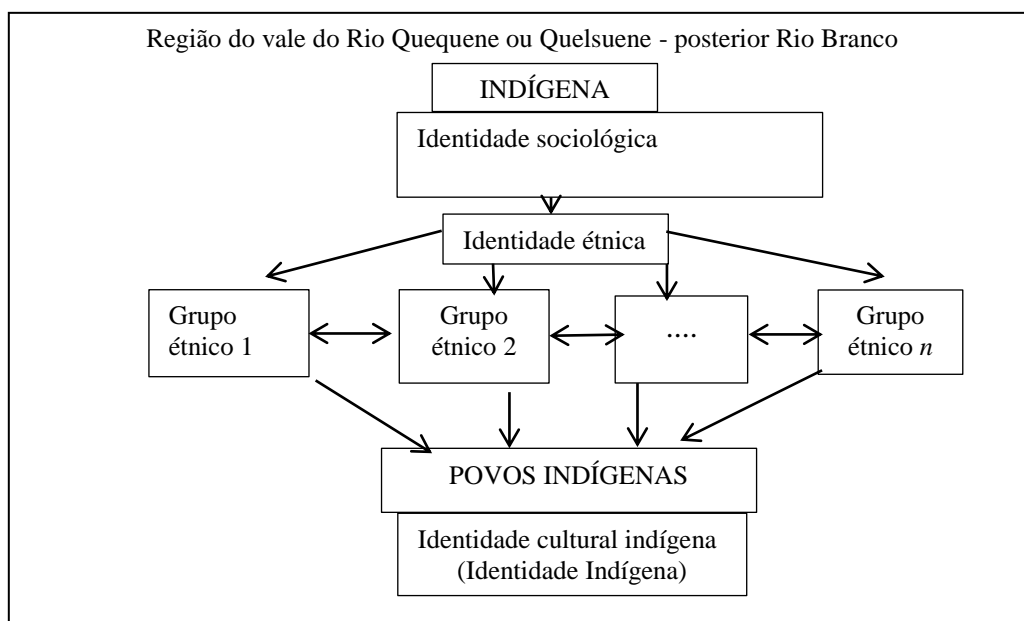 Região do vale do Rio Quequene ou Quelsuene - posterior Rio Branco
INDÍGENA
Identidade sociológica
Identidade étnica
Grupo
étnico 1
Grupo
étnico 2
....
Grupo
étnico n
POVOS INDÍGENAS
Identidade cultural indígena
(Identidade Indígena)